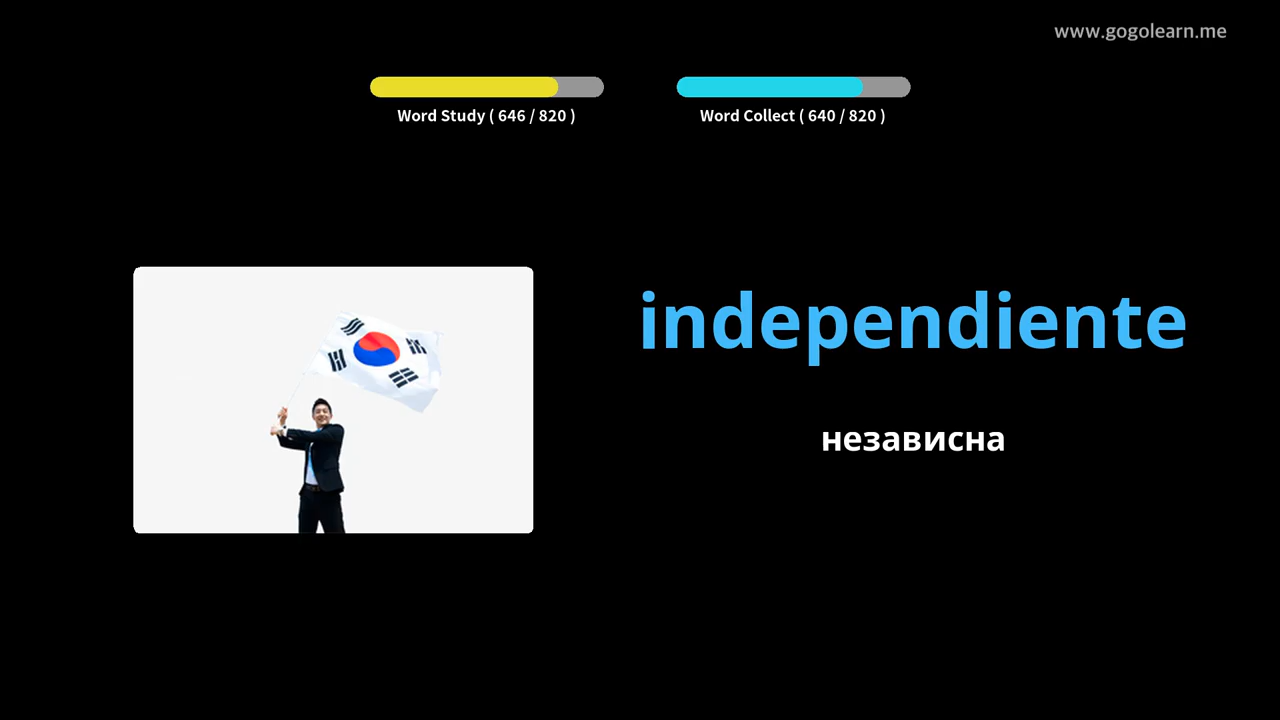 www.gogolearn.me
Word Study ( 646 / 820 )
Word Collect ( 640 / 820 )
independiente
независна